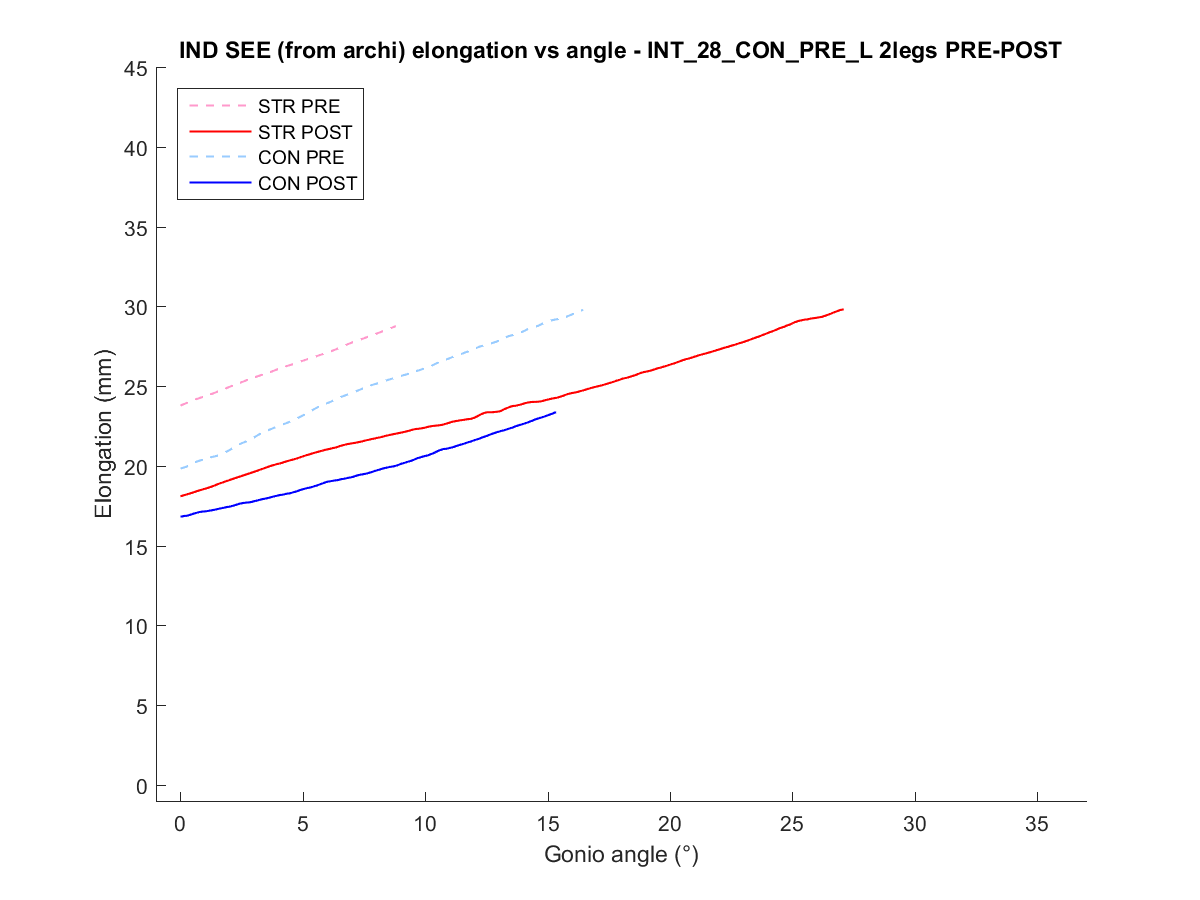 IND SEE (from archi) elongation vs angle - INT_28_CON_PRE_L 2legs PRE-POST
STR PRE
STR POST
CON PRE
CON POST
45
40
35
30
25
20
15
10
5
0
Elongation (mm)
0 5 10 15 20 25 30 35
Gonio angle (°)